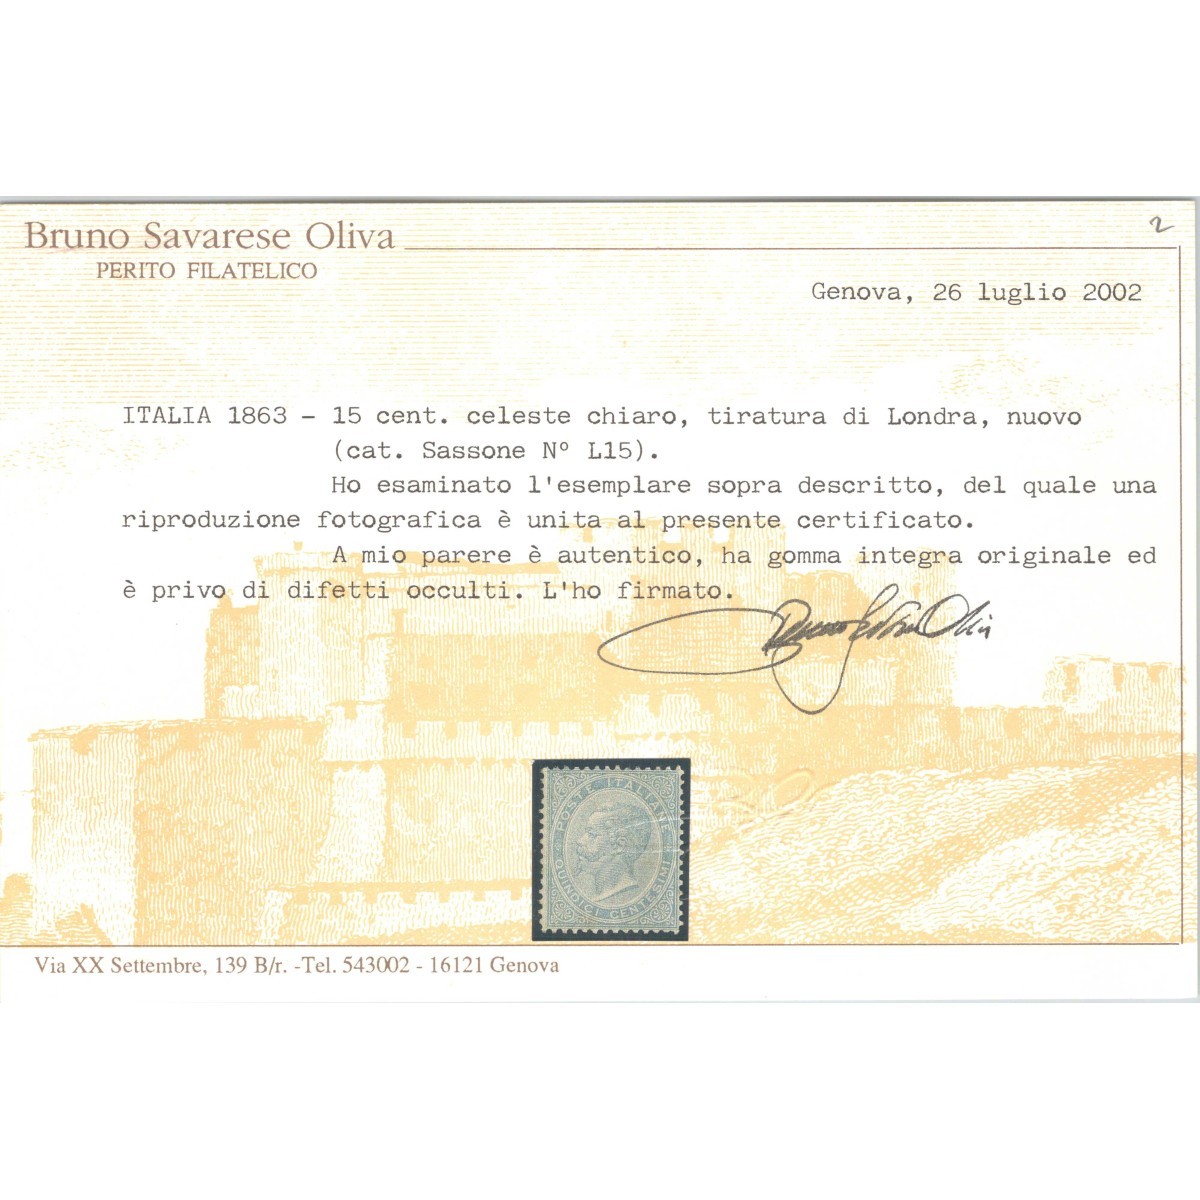 2
Bruno Savarese Oliva
PERITO FILATELICO
Genova, 26 luglio 2002
ITALIA 1863 - 15 cent. celeste chiaro, tiratura di Londra, nuovo
(cat. Sassone N° L15).
Ho esaminato l'esemplare sopra descritto, del quale una
riproduzione fotografica è unita al presente certificato.
A mio parere è autentico, ha gomma integra originale ed
è privo di difetti occulti. L'ho firmato.
Bruno Savarese Oliva
POSTE ITALIANE
QUINDICI CENTESIMI
Via XX Settembre, 139 B/r. -Tel. 543002 - 16121 Genova